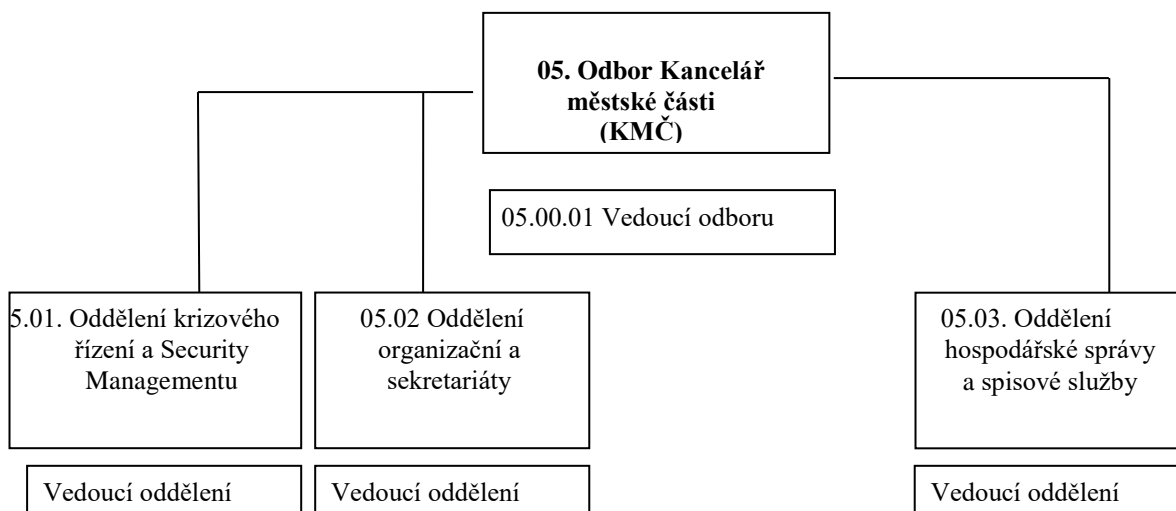 05. Odbor Kancelář
městské části
(KMČ)
05.00.01 Vedoucí odboru
5.01. Oddělení krizového
řízení a Security
Managementu
05.02 Oddělení
organizační a
sekretariáty
05.03. Oddělení
hospodářské správy
a spisové služby
Vedoucí oddělení
Vedoucí oddělení
Vedoucí oddělení